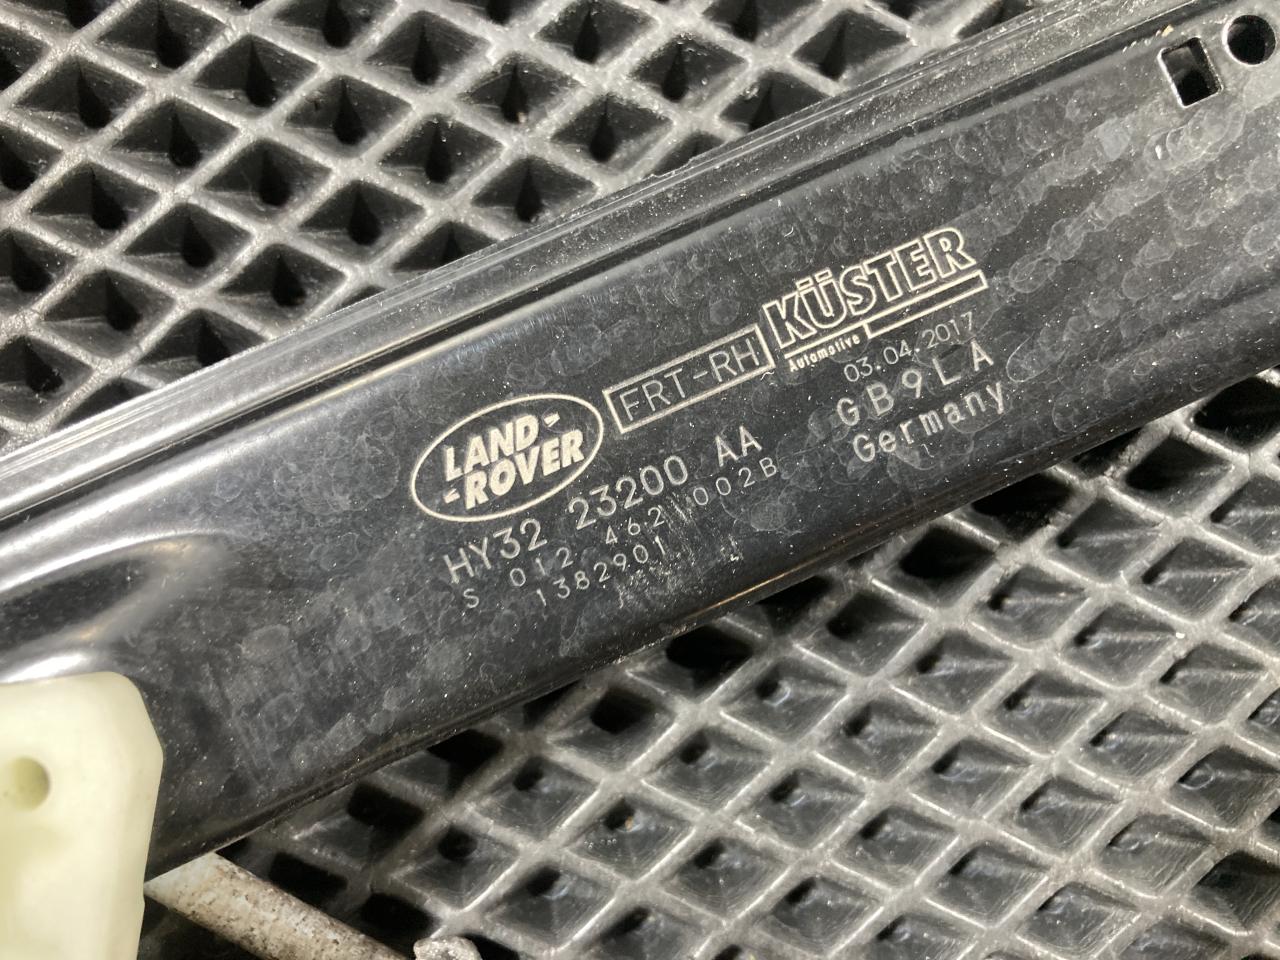 LAND-
-ROVER
FRT-RH
KÜSTER
Automotive
03.04.2017
HY32 23200 AA
GB9LA
S 012 462 002B
Germany
1382901